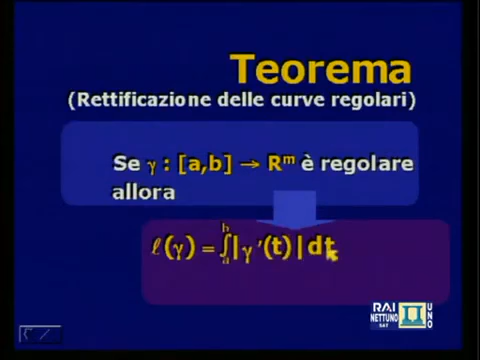 Teorema
(Rettificazione delle curve regolari)
Se γ : [a,b] → Rᵐ è regolare
allora
ℓ(γ) = ∫ₐᵇ|γ'(t)|dt
RAI
NETTUNO
SAT
UNO